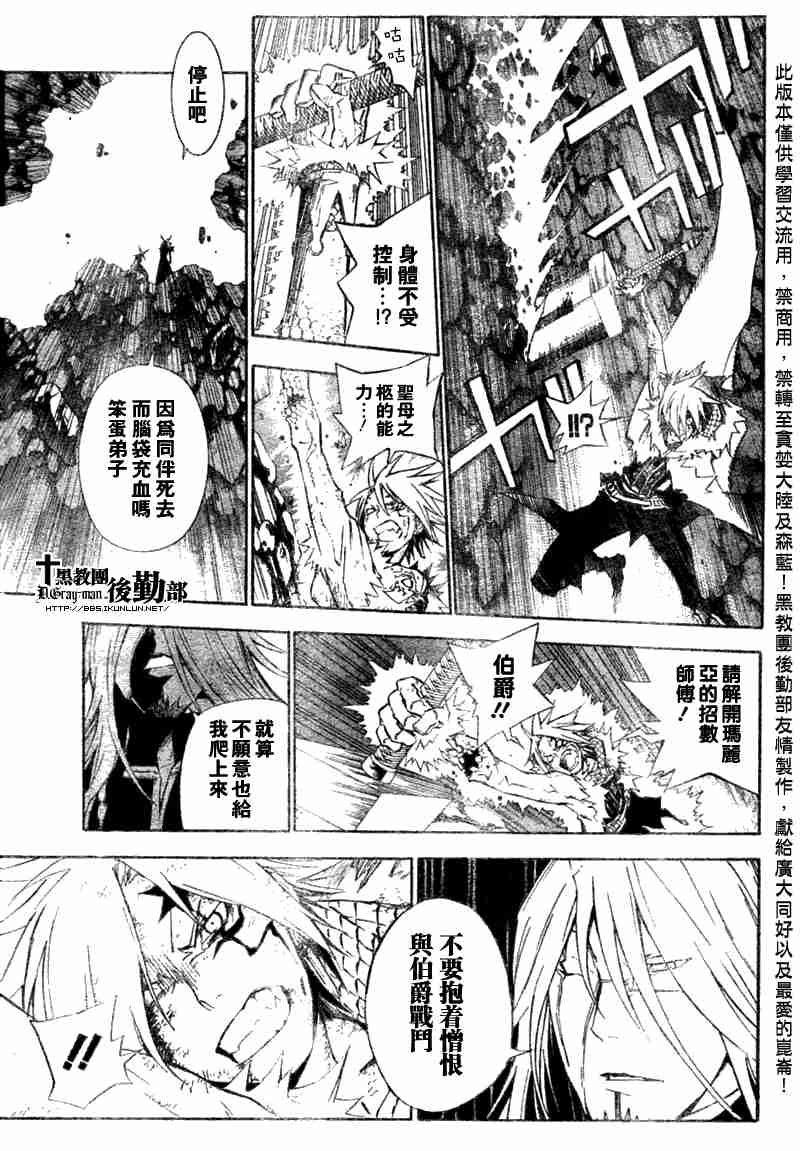 此版本僅供學習交流用，禁商用，禁轉至貪婪大陸及森藍！黑教團後勤部友情製作，獻給廣大同好以及最愛的崑崙！
!!?
咕
咕
身體不受
控制…!?
聖母之
柩的能
力…!
停止吧
因爲同伴死去
而腦袋充血嗎
笨蛋弟子
黑教團
D.Gray-man
後勤部
HTTP://BBS.IKUNLUN.NET/
請解開瑪麗
亞的招數
師傅!
伯爵!!
就算
不願意也給
我爬上來
不要抱着憎恨
與伯爵戰鬥
!!